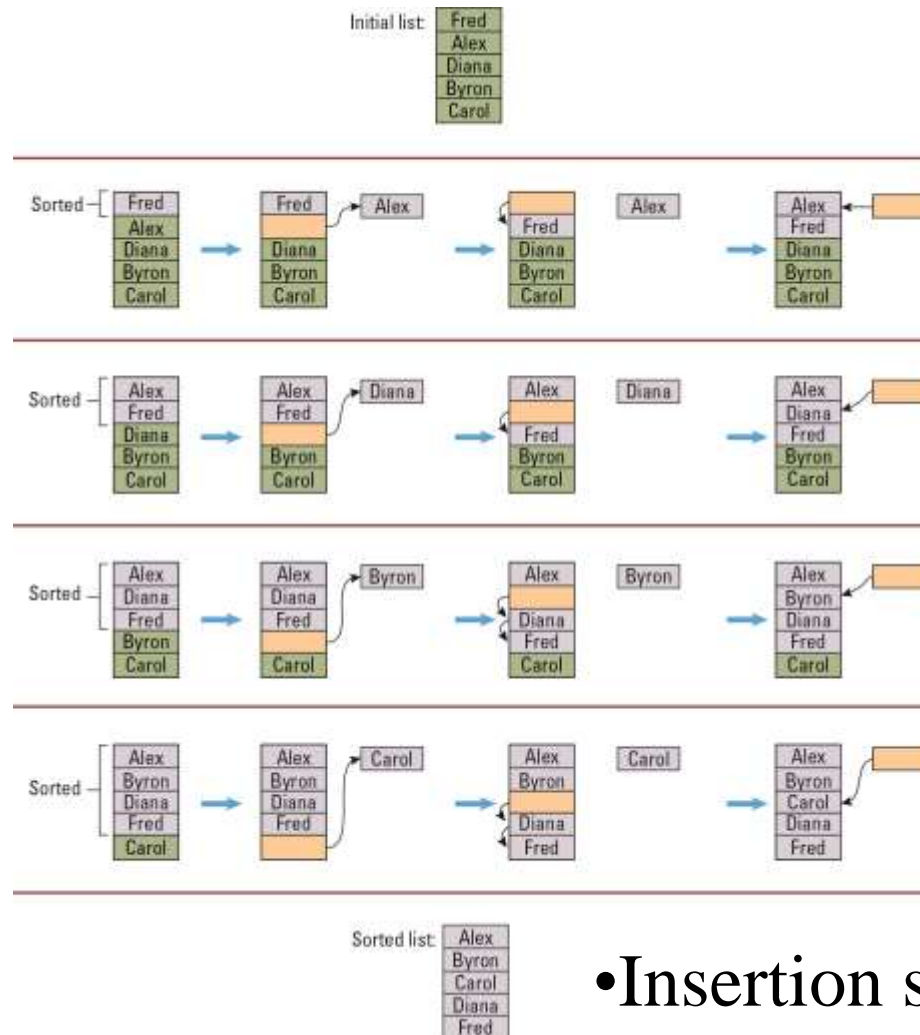 Initial list:
Fred
Alex
Diana
Byron
Carol
Sorted
Fred
Alex
Diana
Byron
Carol
Fred
Diana
Byron
Carol
Alex
Fred
Diana
Byron
Carol
Alex
Alex
Fred
Diana
Byron
Carol
Sorted
Alex
Fred
Diana
Byron
Carol
Alex
Fred
Byron
Carol
Diana
Alex
Fred
Byron
Carol
Diana
Alex
Diana
Fred
Byron
Carol
Sorted
Alex
Diana
Fred
Byron
Carol
Alex
Diana
Fred
Carol
Byron
Alex
Diana
Fred
Carol
Byron
Alex
Byron
Diana
Fred
Carol
Sorted
Alex
Byron
Diana
Fred
Carol
Alex
Byron
Diana
Fred
Carol
Alex
Byron
Diana
Fred
Carol
Alex
Byron
Carol
Diana
Fred
Sorted list:
Alex
Byron
Carol
Diana
Fred
•Insertion s